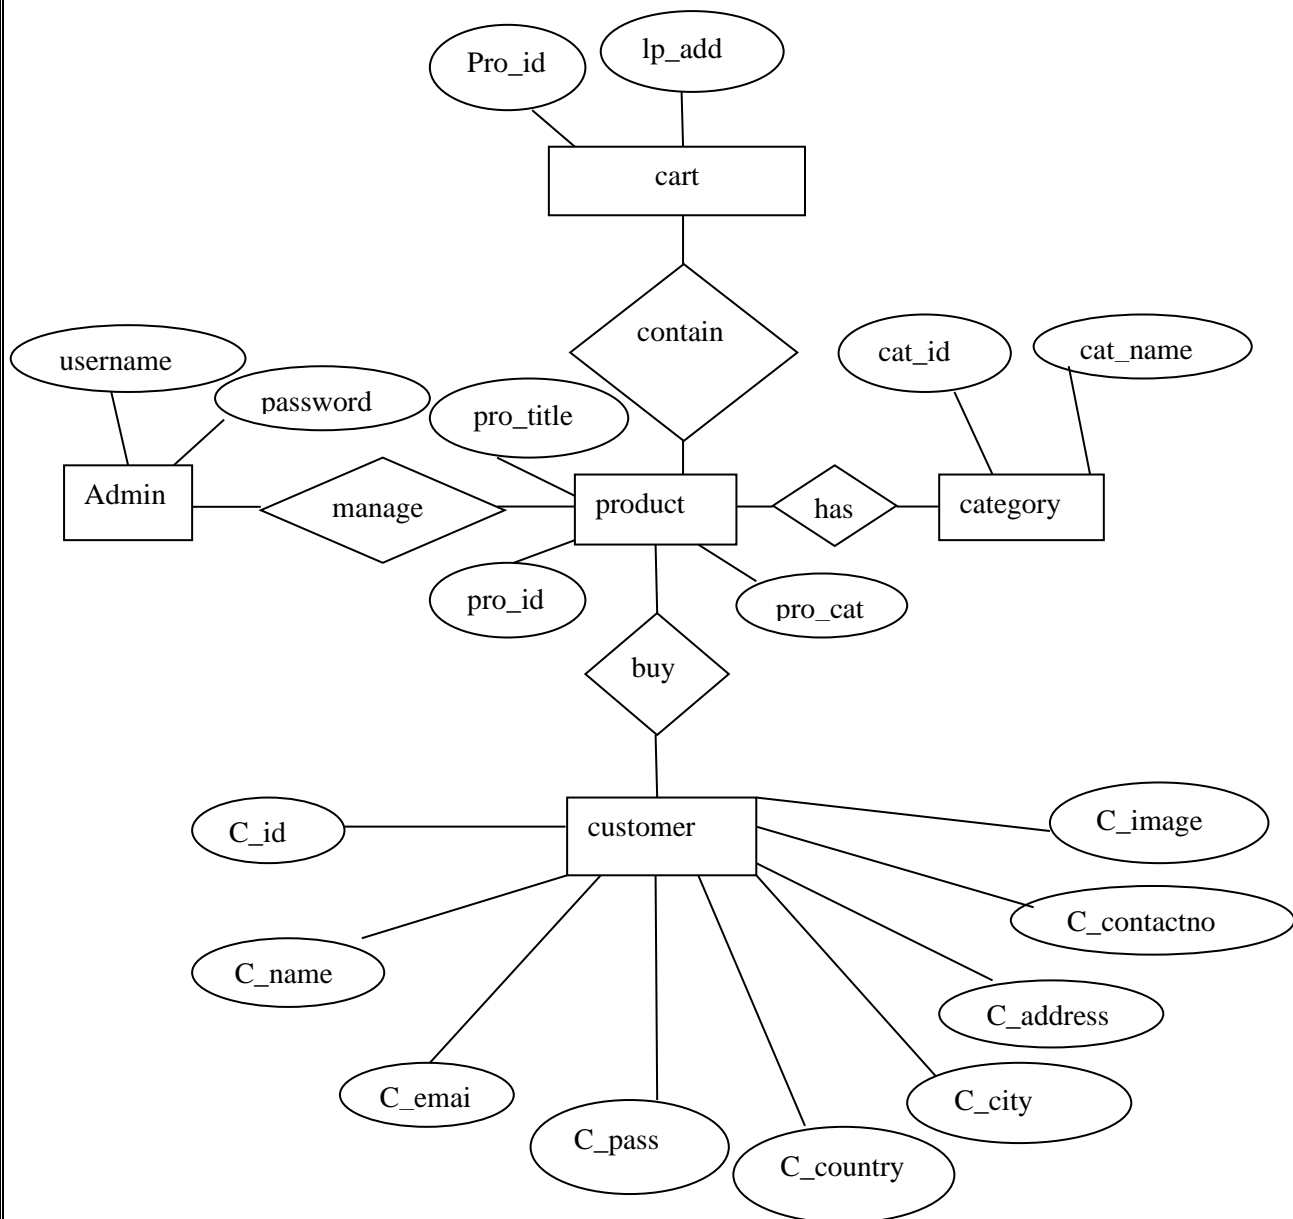 Pro_id
lp_add
cart
contain
username
password
pro_title
cat_id
cat_name
Admin
manage
product
has
category
pro_id
pro_cat
buy
C_id
customer
C_image
C_contactno
C_name
C_address
C_emai
C_city
C_pass
C_country